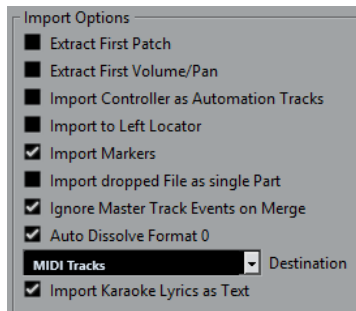 Import Options
Extract First Patch
Extract First Volume/Pan
Import Controller as Automation Tracks
Import to Left Locator
Import Markers
Import dropped File as single Part
Ignore Master Track Events on Merge
Auto Dissolve Format 0
MIDI Tracks Destination
Import Karaoke Lyrics as Text